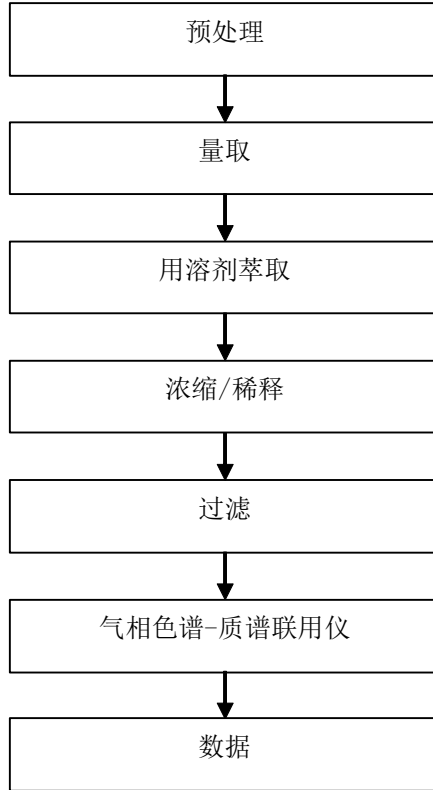 预处理
量取
用溶剂萃取
浓缩/稀释
过滤
气相色谱-质谱联用仪
数据